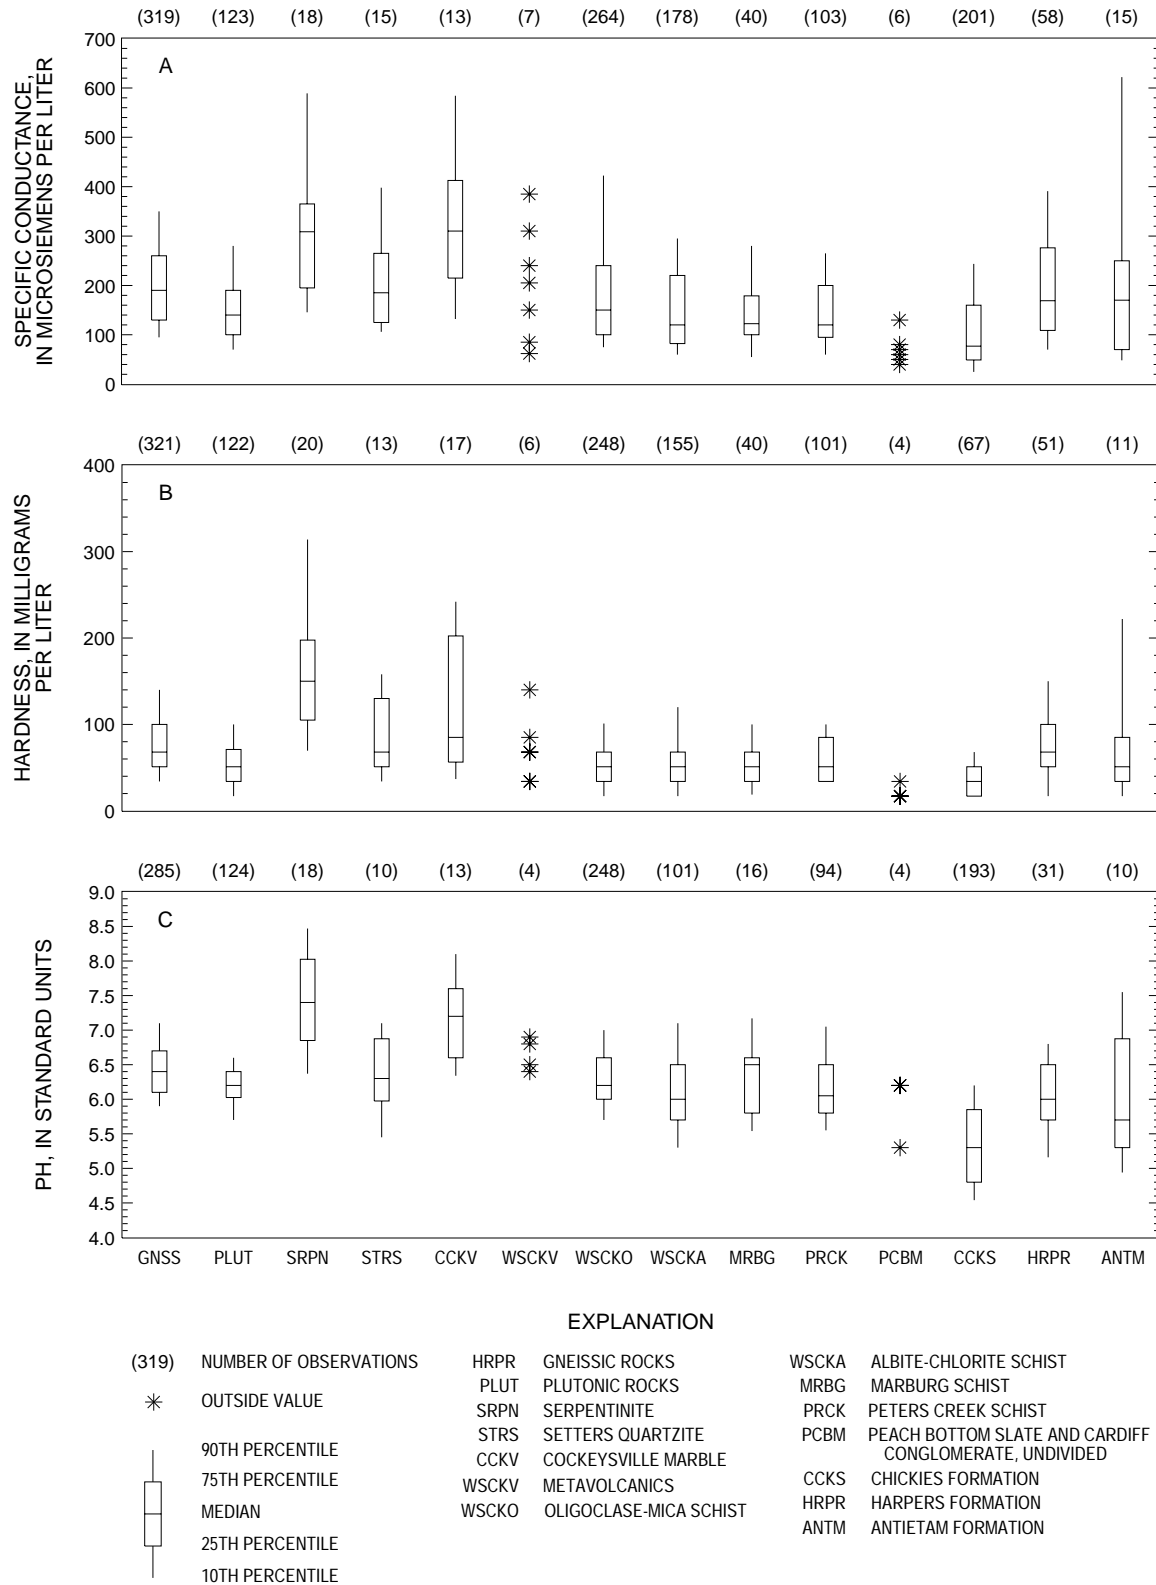 (319) (123) (18) (15) (13) (7) (264) (178) (40) (103) (6) (201) (58) (15)
A
SPECIFIC CONDUCTANCE,
IN MICROSIEMENS PER LITER
700
600
500
400
300
200
100
0
(321) (122) (20) (13) (17) (6) (248) (155) (40) (101) (4) (67) (51) (11)
B
HARDNESS, IN MILLIGRAMS
PER LITER
400
300
200
100
0
(285) (124) (18) (10) (13) (4) (248) (101) (16) (94) (4) (193) (31) (10)
C
PH, IN STANDARD UNITS
9.0
8.5
8.0
7.5
7.0
6.5
6.0
5.5
5.0
4.5
4.0
GNSS PLUT SRPN STRS CCKV WSCKV WSCKO WSCKA MRBG PRCK PCBM CCKS HRPR ANTM
EXPLANATION
(319) NUMBER OF OBSERVATIONS
OUTSIDE VALUE
90TH PERCENTILE
75TH PERCENTILE
MEDIAN
25TH PERCENTILE
10TH PERCENTILE
HRPR GNEISSIC ROCKS
PLUT PLUTONIC ROCKS
SRPN SERPENTINITE
STRS SETTERS QUARTZITE
CCKV COCKEYSVILLE MARBLE
WSCKV METAVOLCANICS
WSCKO OLIGOCLASE-MICA SCHIST
WSCKA ALBITE-CHLORITE SCHIST
MRBG MARBURG SCHIST
PRCK PETERS CREEK SCHIST
PCBM PEACH BOTTOM SLATE AND CARDIFF
CONGLOMERATE, UNDIVIDED
CCKS CHICKIES FORMATION
HRPR HARPERS FORMATION
ANTM ANTIETAM FORMATION